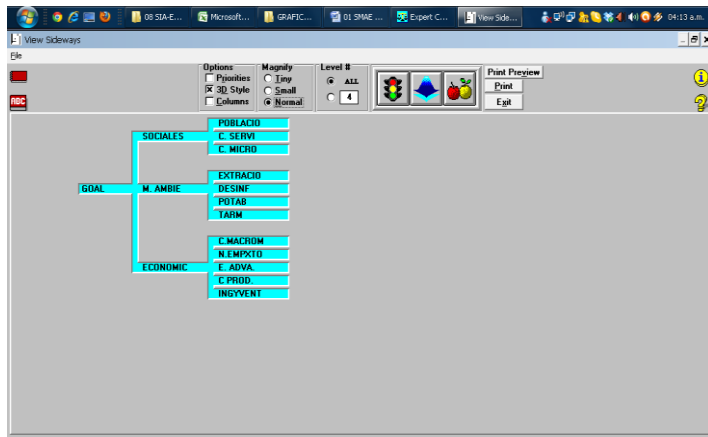 08 SIA-E...
Microsoft...
GRAFIC...
01 SMAE ...
Expert C...
View Side...
04:13 a.m.
View Sideways
File
Options
Priorities
3D Style
Columns
Magnify
Tiny
Small
Normal
Level #
ALL
4
Print Preview
Print
Exit
ABC
POBLACIO
SOCIALES
C. SERVI
C. MICRO
EXTRACIO
GOAL
M. AMBIE
DESINF
POTAB
TARM
C.MACROM
N.EMPXTO
ECONOMIC
E. ADVA.
C PROD.
INGYVENT